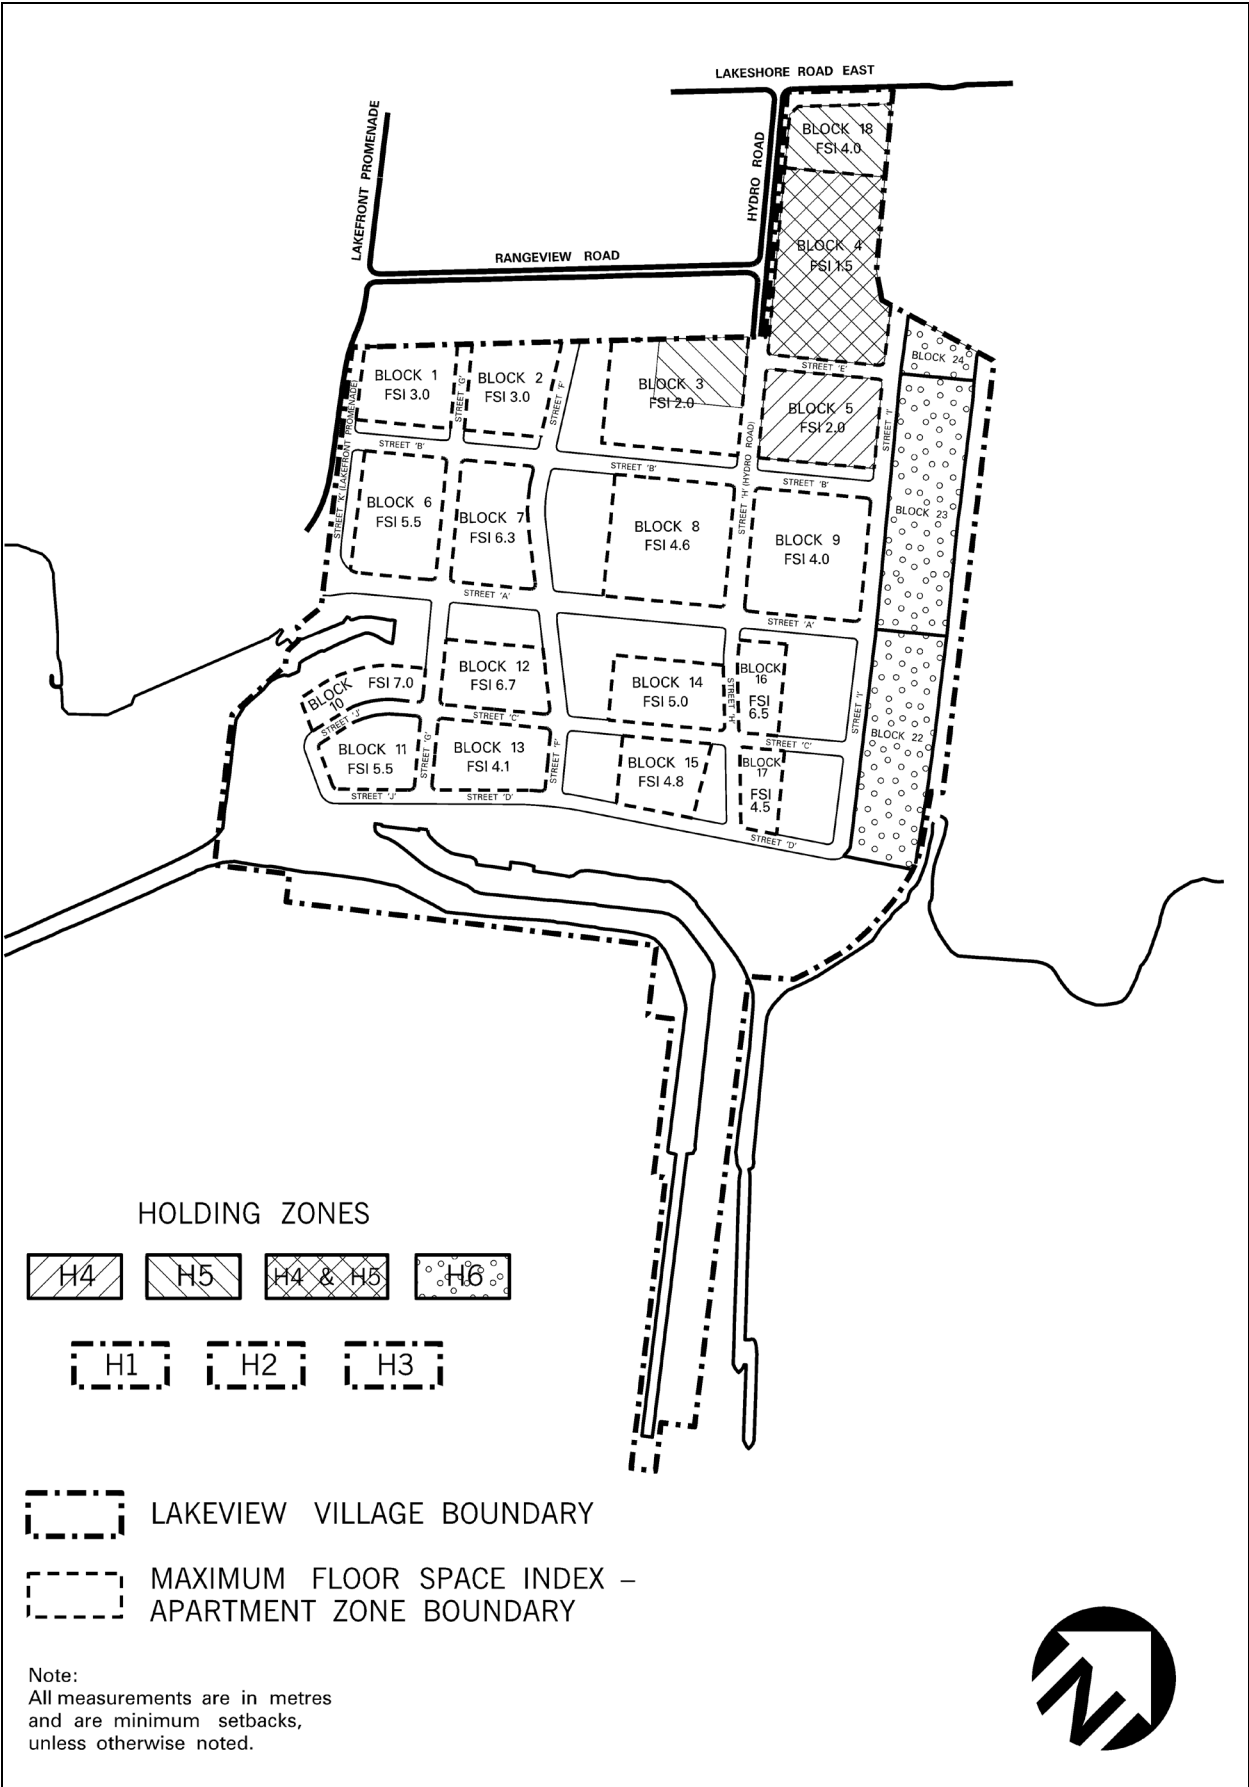 LAKESHORE ROAD EAST
LAKEFRONT PROMENADE
HYDRO ROAD
RANGEVIEW ROAD
BLOCK 18
FSI 4.0
BLOCK 4
FSI 1.5
STREET 'E'
BLOCK 24
BLOCK 1
FSI 3.0
STREET 'G'
BLOCK 2
FSI 3.0
STREET 'F'
BLOCK 3
FSI 2.0
BLOCK 5
FSI 2.0
STREET 'I'
STREET 'K' (LAKEFRONT PROMENADE)
STREET 'B'
STREET 'B'
STREET 'H' (HYDRO ROAD)
STREET 'B'
BLOCK 6
FSI 5.5
BLOCK 7
FSI 6.3
BLOCK 8
FSI 4.6
BLOCK 9
FSI 4.0
BLOCK 23
STREET 'A'
STREET 'A'
BLOCK
10
FSI 7.0
BLOCK 12
FSI 6.7
BLOCK 14
FSI 5.0
STREET 'H'
BLOCK
16
FSI
6.5
STREET 'I'
BLOCK 22
STREET 'J'
STREET 'C'
STREET 'C'
BLOCK 11
FSI 5.5
STREET 'G'
BLOCK 13
FSI 4.1
STREET 'F'
BLOCK 15
FSI 4.8
BLOCK
17
FSI
4.5
STREET 'J'
STREET 'D'
STREET 'D'
HOLDING ZONES
H4
H5
H4 & H5
H6
H1
H2
H3
LAKEVIEW VILLAGE BOUNDARY
MAXIMUM FLOOR SPACE INDEX –
APARTMENT ZONE BOUNDARY
Note:
All measurements are in metres
and are minimum setbacks,
unless otherwise noted.
N